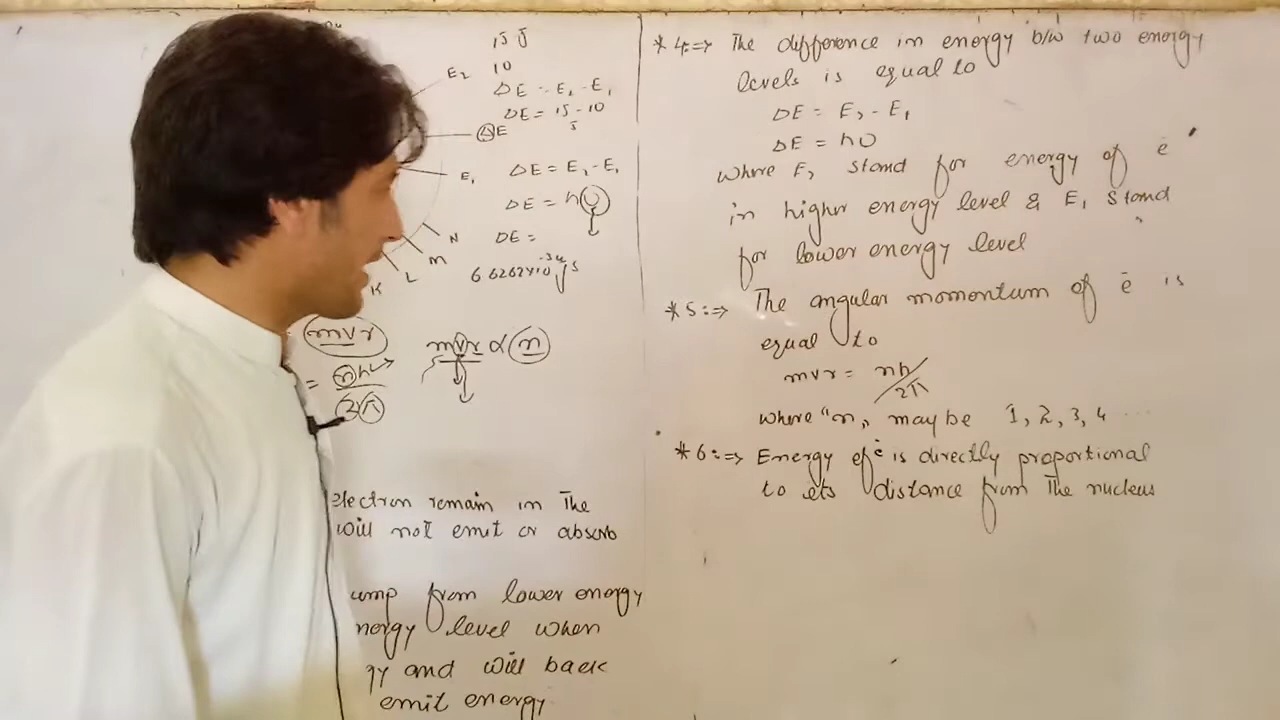 15 J
10
E₂
ΔE = E₂ - E₁
ΔE = 15 - 10
5
ΔE
E₁
ΔE = E₂ - E₁
ΔE = hυ
ΔE =
6.6262×10⁻³⁴ Js
N
M
L
K
mvr
= nh
2π
mvr ∝ n
electron remain in The
will not emit or absorb
ump from lower energy
nergy level when
gy and will back
emit energy
* 4:=> The difference in energy b/w two energy
levels is equal to
ΔE = E₂ - E₁
ΔE = hυ
where E₂ stand for energy of ē
in higher energy level & E₁ stand
for lower energy level
* 5:=> The angular momentum of ē is
equal to
mvr = nh/2π
where "n„ may be 1, 2, 3, 4 ...
* 6:=> Energy of ē is directly proportional
to its distance from The nucleus